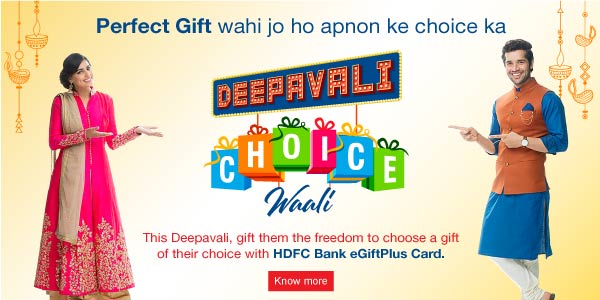 Perfect Gift wahi jo ho apnon ke choice ka
DEEPAVALI
CHOICE
Waali
This Deepavali, gift them the freedom to choose a gift
of their choice with HDFC Bank eGiftPlus Card.
Know more